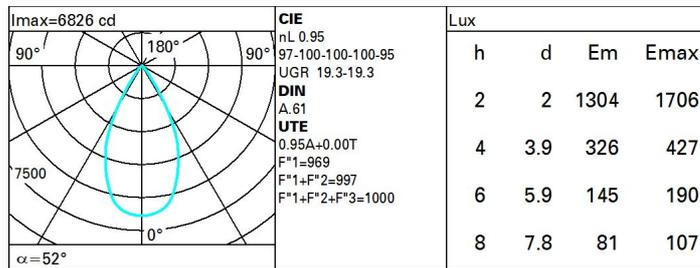 Imax=6826 cd
90° 180° 90°
7500
0°
α=52°
CIE
nL 0.95
97-100-100-100-95
UGR 19.3-19.3
DIN
A.61
UTE
0.95A+0.00T
F"1=969
F"1+F"2=997
F"1+F"2+F"3=1000
Lux
h d Em Emax
2 2 1304 1706
4 3.9 326 427
6 5.9 145 190
8 7.8 81 107